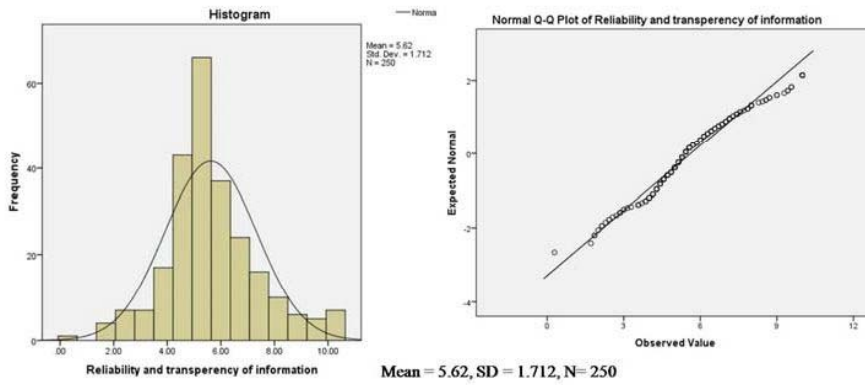 Histogram
Norma
Mean = 5.62
Std. Dev. = 1.712
N = 250
Frequency
60
40
20
0
.00 2.00 4.00 6.00 8.00 10.00
Reliability and transperency of information
Normal Q-Q Plot of Reliability and transperency of information
Expected Normal
2
0
-2
-4
0 3 6 9 12
Observed Value
Mean = 5.62, SD = 1.712, N= 250